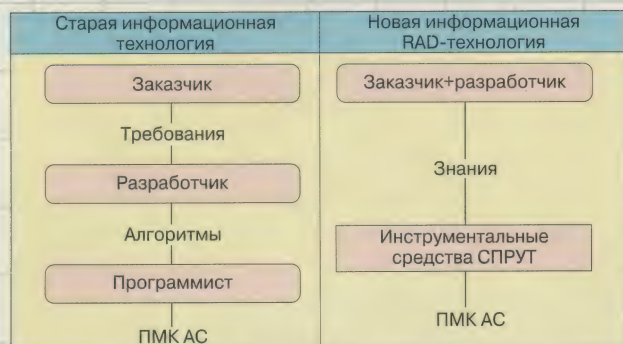 Старая информационная
технология
Заказчик
Требования
Разработчик
Алгоритмы
Программист
ПМК АС
Новая информационная
RAD-технология
Заказчик+разработчик
Знания
Инструментальные
средства СПРУТ
ПМК АС